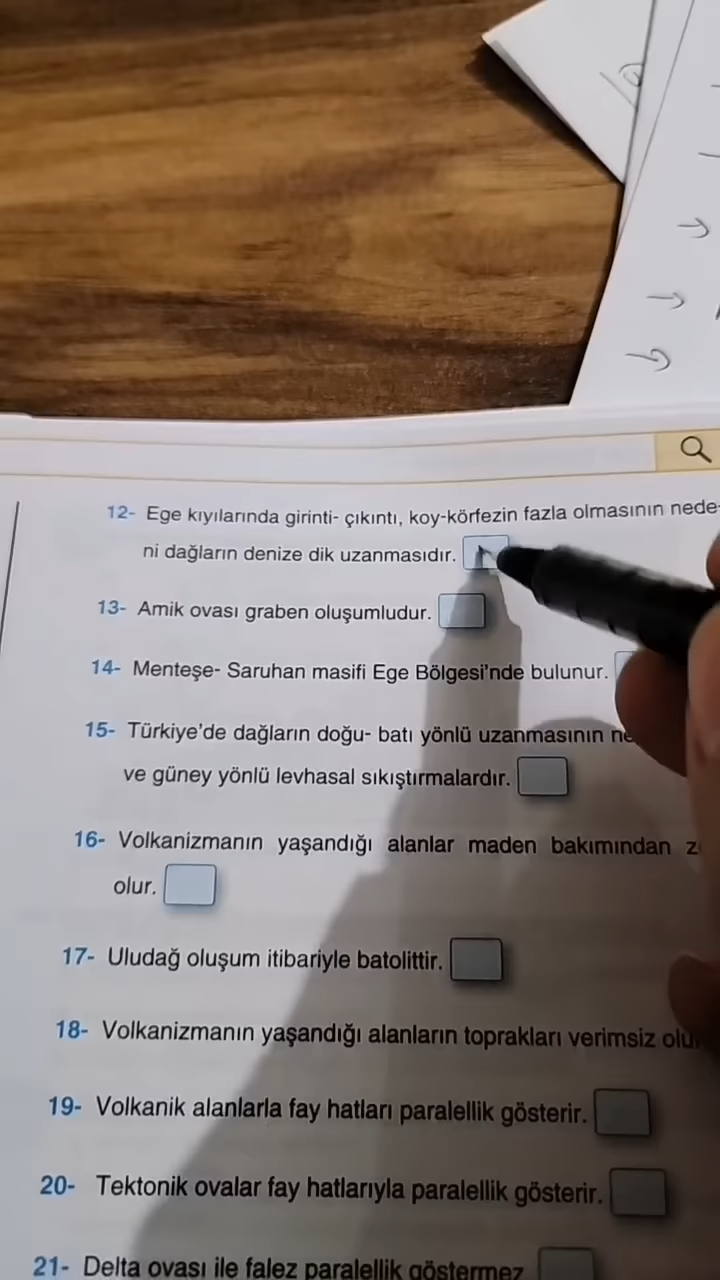 12- Ege kıyılarında girinti- çıkıntı, koy-körfezin fazla olmasının nede-
ni dağların denize dik uzanmasıdır.
13- Amik ovası graben oluşumludur.
14- Menteşe- Saruhan masifi Ege Bölgesi'nde bulunur.
15- Türkiye'de dağların doğu- batı yönlü uzanmasının
ve güney yönlü levhasal sıkıştırmalardır.
16- Volkanizmanın yaşandığı alanlar maden bakımından
olur.
17- Uludağ oluşum itibariyle batolittir.
18- Volkanizmanın yaşandığı alanların toprakları verimsiz
19- Volkanik alanlarla fay hatları paralellik gösterir.
20- Tektonik ovalar fay hatlarıyla paralellik gösterir.
21- Delta ovası ile falez paralellik göstermez